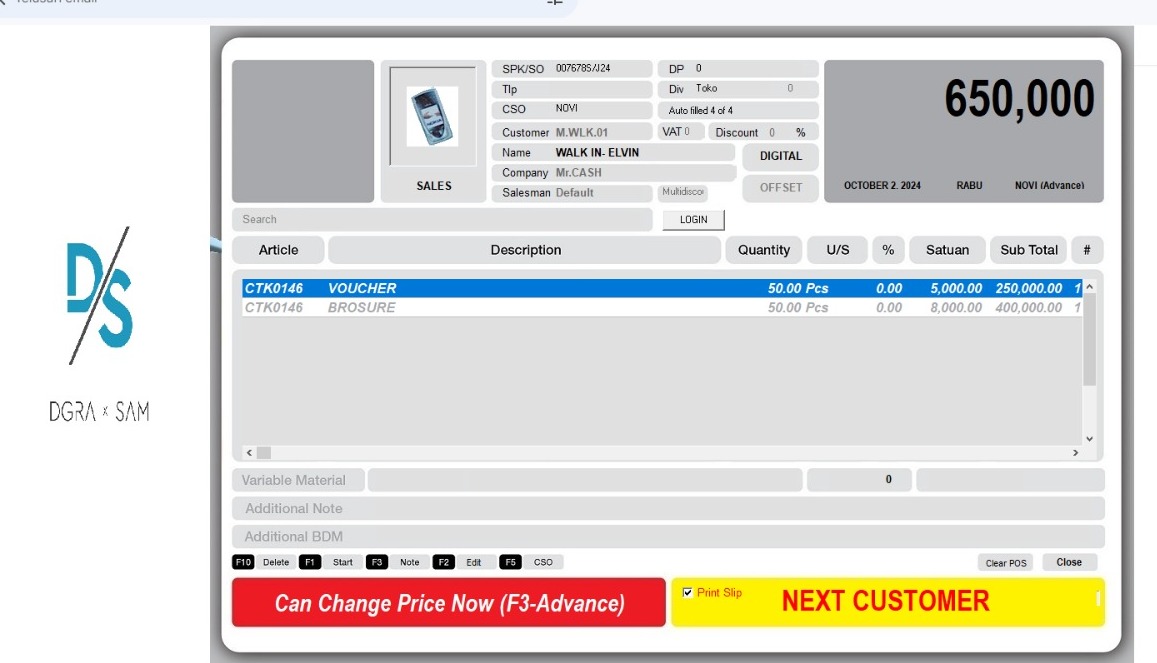 SPK/SO 007678S/J24 DP 0
Tlp Div Toko 0
CSO NOVI Auto filled 4 of 4
Customer M.WLK.01 VAT 0 Discount 0 %
Name WALK IN- ELVIN DIGITAL
Company Mr.CASH
Salesman Default Multidiscor OFFSET
SALES
650,000
OCTOBER 2. 2024 RABU NOVI (Advance)
Search LOGIN
Article Description Quantity U/S % Satuan Sub Total #
CTK0146 VOUCHER 50.00 Pcs 0.00 5,000.00 250,000.00 1
CTK0146 BROSURE 50.00 Pcs 0.00 8,000.00 400,000.00 1
D/S
DGRA x SAM
Variable Material 0
Additional Note
Additional BDM
F10 Delete F1 Start F3 Note F2 Edit F5 CSO Clear POS Close
Can Change Price Now (F3-Advance) Print Slip NEXT CUSTOMER